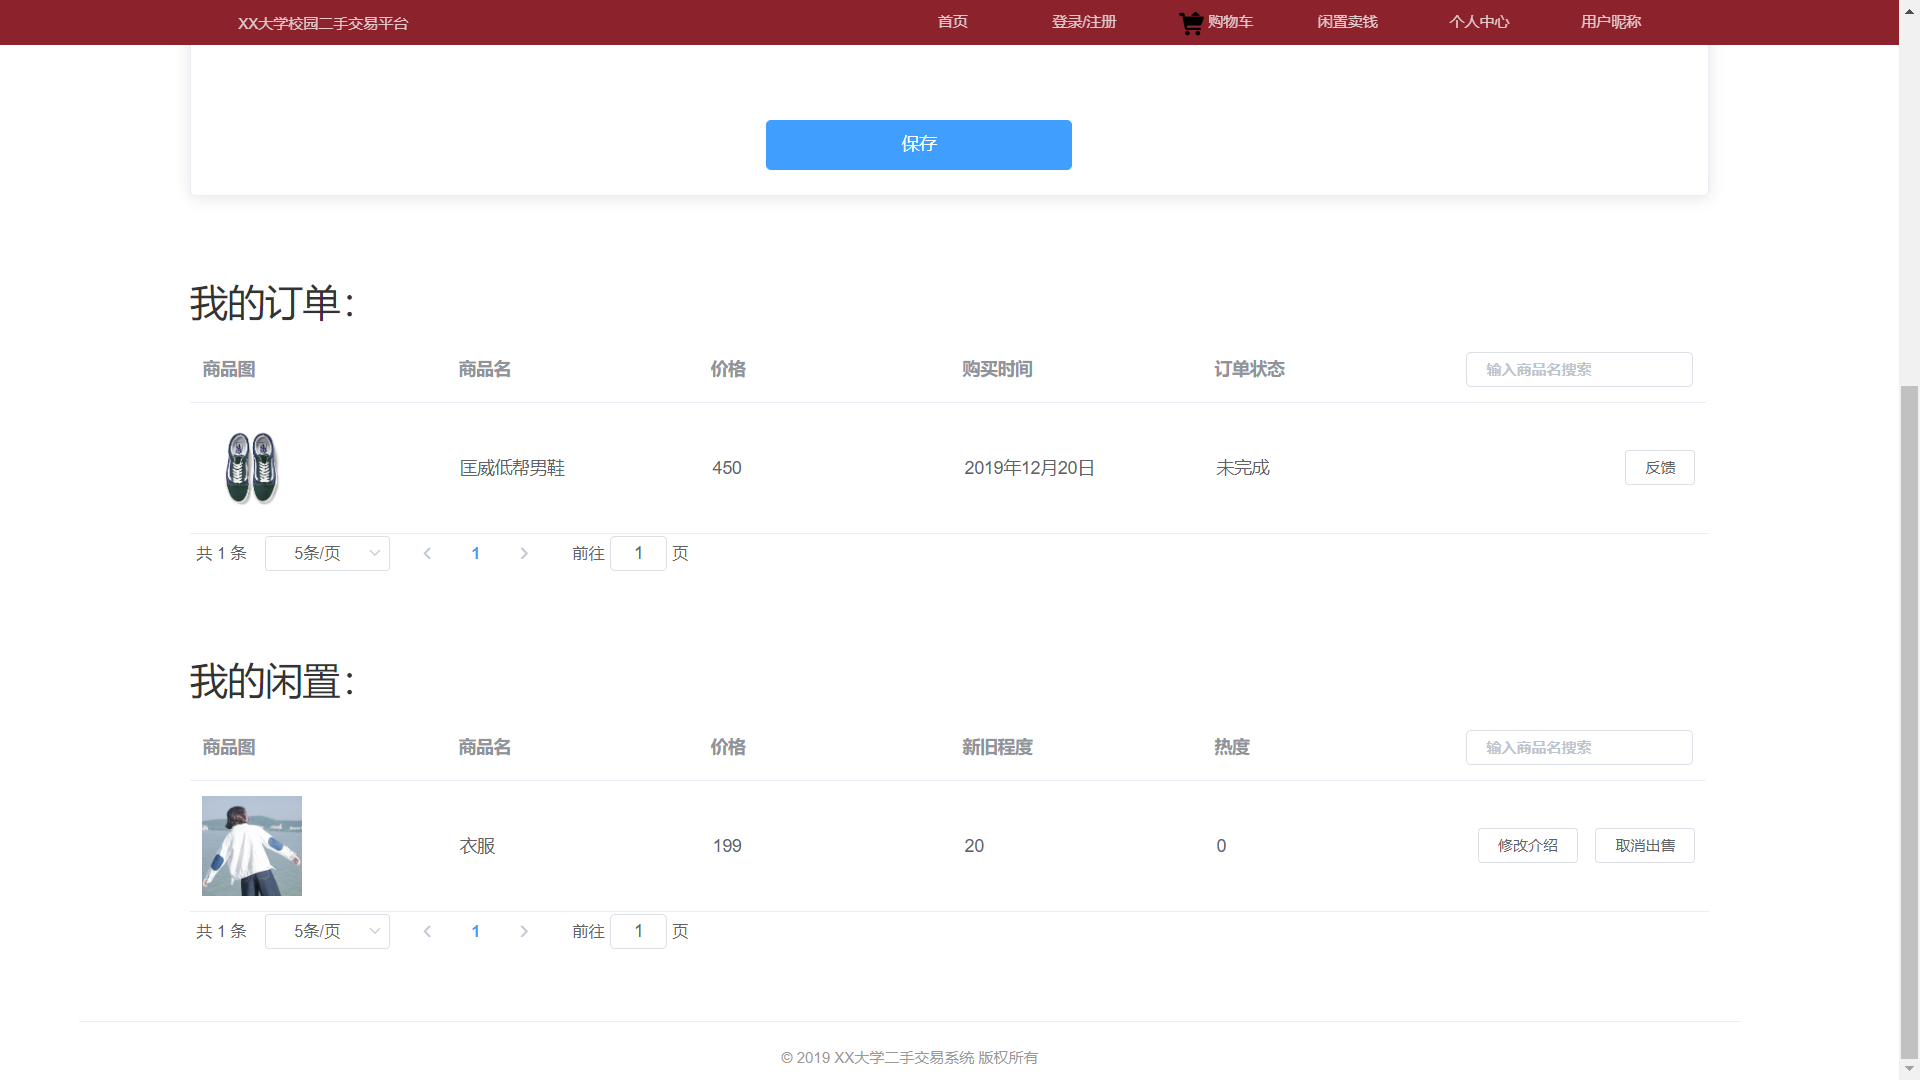 XX大学校园二手交易平台 首页 登录/注册 购物车 闲置卖钱 个人中心 用户昵称
保存
我的订单：
商品图 商品名 价格 购买时间 订单状态 输入商品名搜索
匡威低帮男鞋 450 2019年12月20日 未完成 反馈
共 1 条 5条/页 1 前往 1 页
我的闲置：
商品图 商品名 价格 新旧程度 热度 输入商品名搜索
衣服 199 20 0 修改介绍 取消出售
共 1 条 5条/页 1 前往 1 页
© 2019 XX大学二手交易系统 版权所有